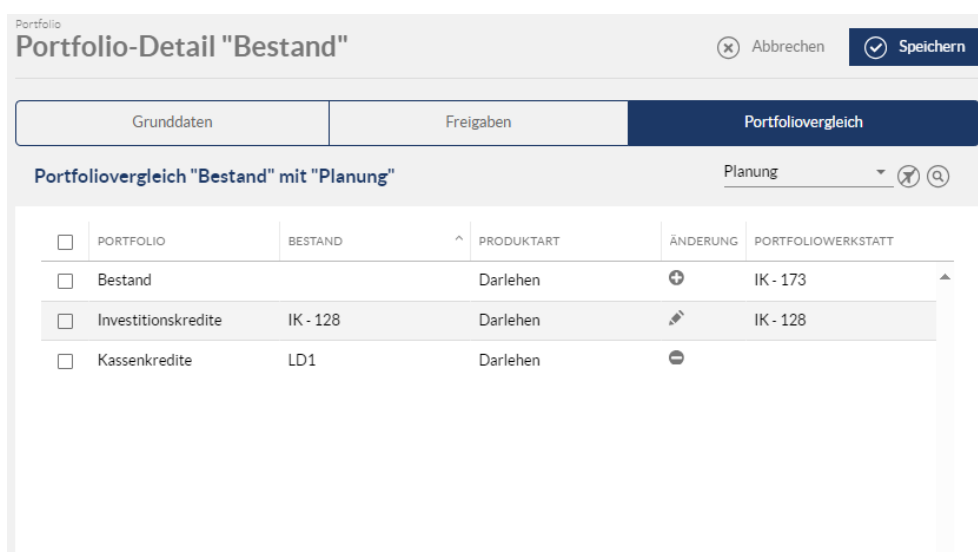 Portfolio
Portfolio-Detail "Bestand"
Abbrechen
Speichern
Grunddaten
Freigaben
Portfoliovergleich
Portfoliovergleich "Bestand" mit "Planung"
Planung
PORTFOLIO BESTAND PRODUKTART ÄNDERUNG PORTFOLIOWERKSTATT
Bestand Darlehen IK - 173
Investitionskredite IK - 128 Darlehen IK - 128
Kassenkredite LD1 Darlehen